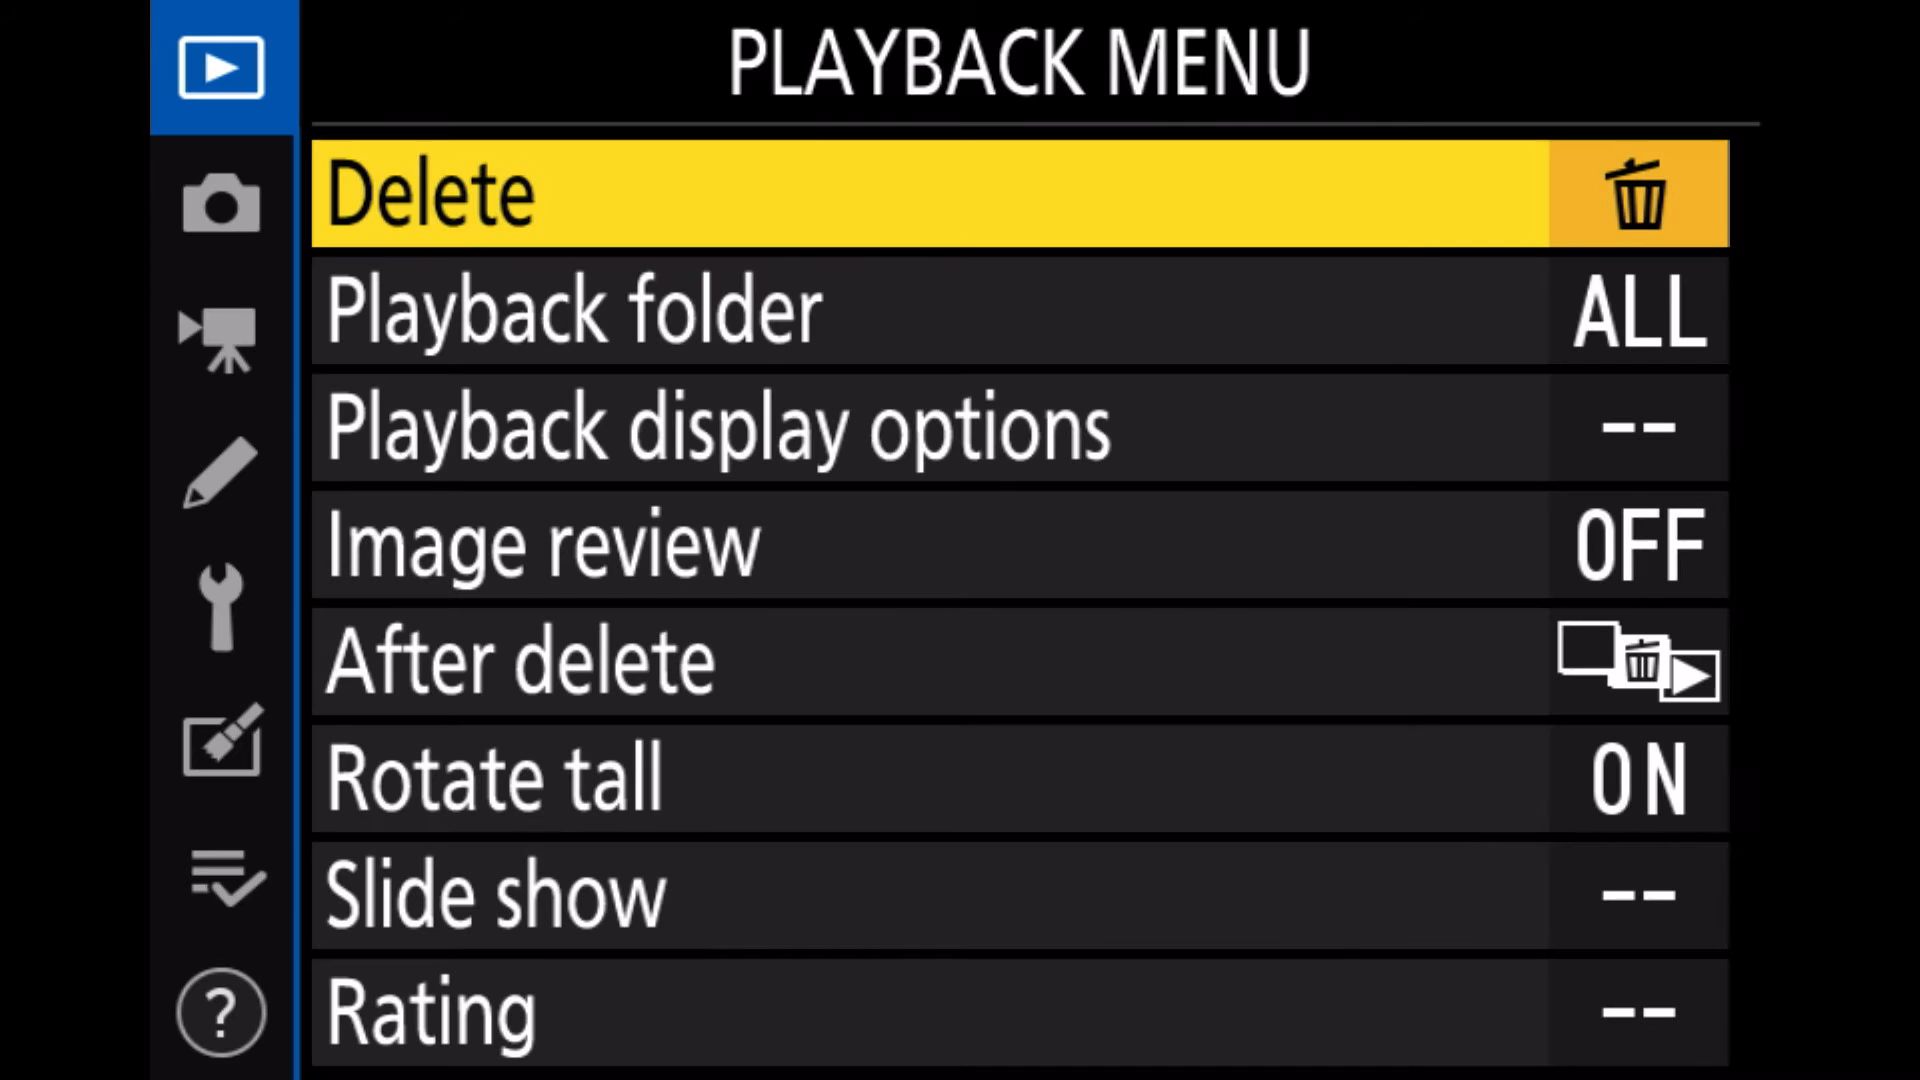 PLAYBACK MENU
Delete
Playback folder ALL
Playback display options --
Image review OFF
After delete
Rotate tall ON
Slide show --
Rating --
?